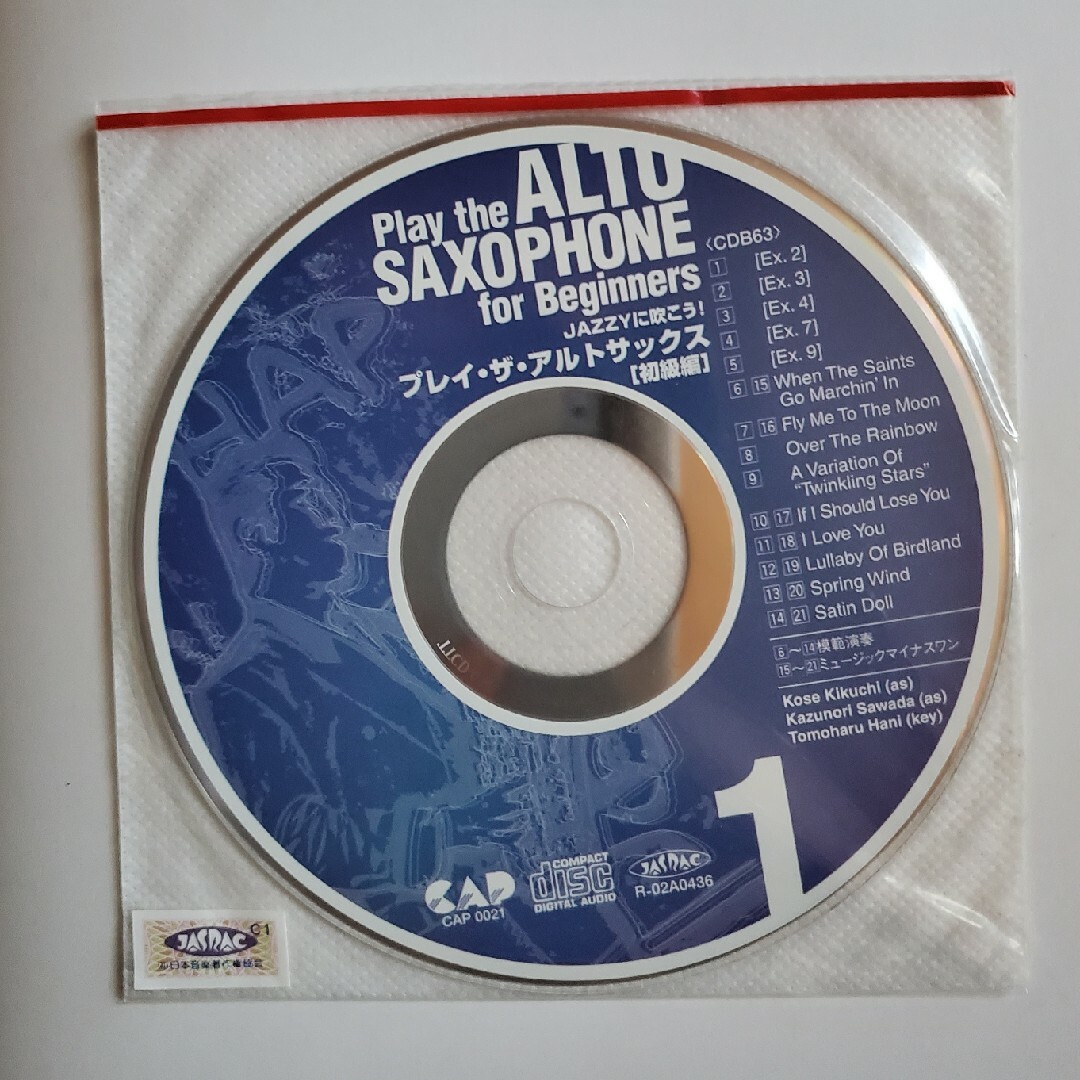 Play the ALTO
SAXOPHONE
for Beginners
JAZZYに吹こう!
プレイ・ザ・アルトサックス
[初級編]
〈CDB63〉
1 [Ex. 2]
2 [Ex. 3]
3 [Ex. 4]
4 [Ex. 7]
5 [Ex. 9]
6 15 When The Saints
Go Marchin' In
7 16 Fly Me To The Moon
8 Over The Rainbow
9 A Variation Of
"Twinkling Stars"
10 17 If I Should Lose You
11 18 I Love You
12 19 Lullaby Of Birdland
13 20 Spring Wind
14 21 Satin Doll
6〜14模範演奏
15〜21ミュージックマイナスワン
Kose Kikuchi (as)
Kazunori Sawada (as)
Tomoharu Hani (key)
1
CAP
CAP 0021
COMPACT
disc
DIGITAL AUDIO
JASRAC
R-02A0436
JASRAC